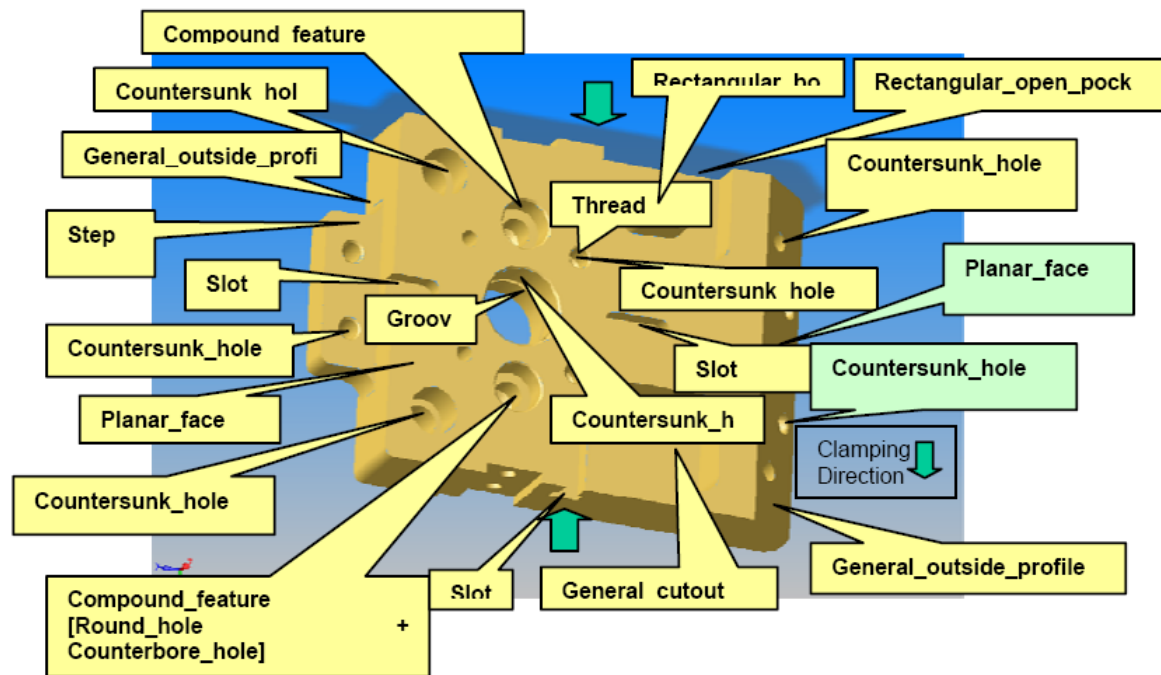 Compound_feature
Countersunk_hol
Rectangular_ho
Rectangular_open_pock
General_outside_profi
Countersunk_hole
Step
Thread
Slot
Planar_face
Countersunk_hole
Groov
Countersunk_hole
Slot
Countersunk_hole
Planar_face
Countersunk_h
Clamping
Direction
Countersunk_hole
Slot
General_cutout
General_outside_profile
Compound_feature
[Round_hole +
Counterbore_hole]